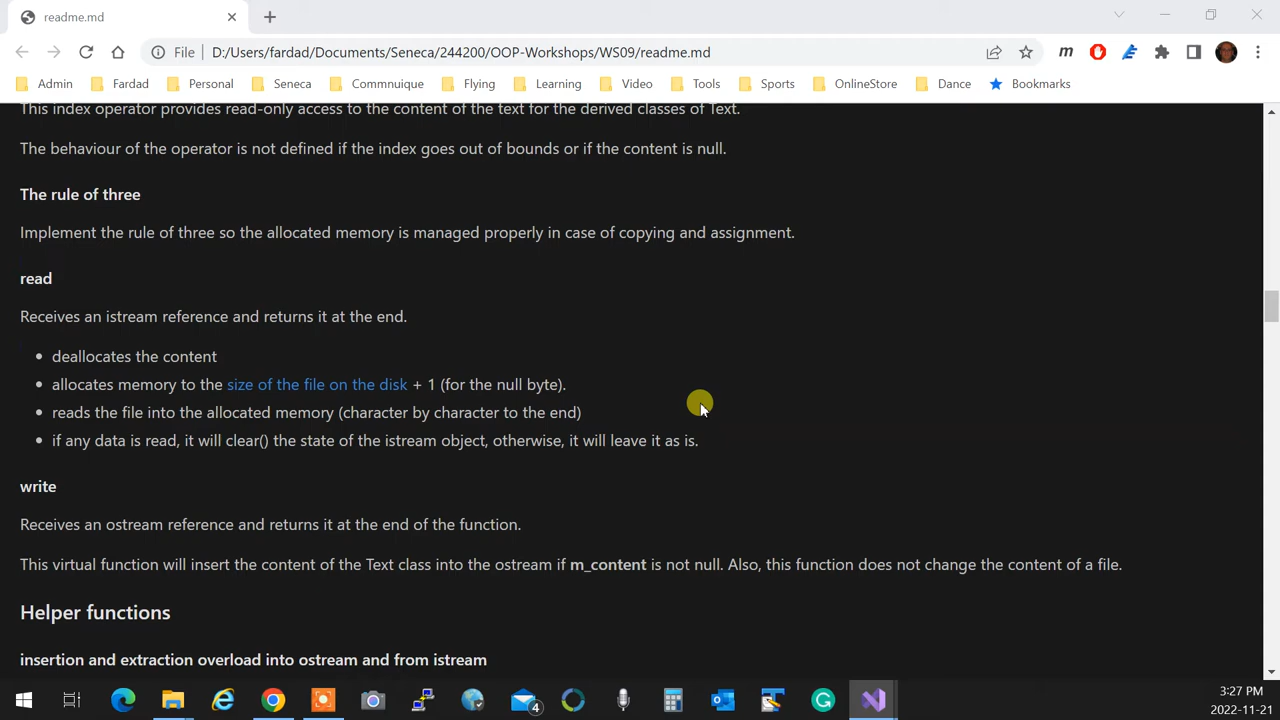 readme.md
File
D:/Users/fardad/Documents/Seneca/244200/OOP-Workshops/WS09/readme.md
m
Admin
Fardad
Personal
Seneca
Commnuique
Flying
Learning
Video
Tools
Sports
OnlineStore
Dance
Bookmarks
This index operator provides read-only access to the content of the text for the derived classes of Text.
The behaviour of the operator is not defined if the index goes out of bounds or if the content is null.
The rule of three
Implement the rule of three so the allocated memory is managed properly in case of copying and assignment.
read
Receives an istream reference and returns it at the end.
deallocates the content
allocates memory to the size of the file on the disk + 1 (for the null byte).
reads the file into the allocated memory (character by character to the end)
if any data is read, it will clear() the state of the istream object, otherwise, it will leave it as is.
write
Receives an ostream reference and returns it at the end of the function.
This virtual function will insert the content of the Text class into the ostream if m_content is not null. Also, this function does not change the content of a file.
Helper functions
insertion and extraction overload into ostream and from istream
4
3:27 PM
2022-11-21